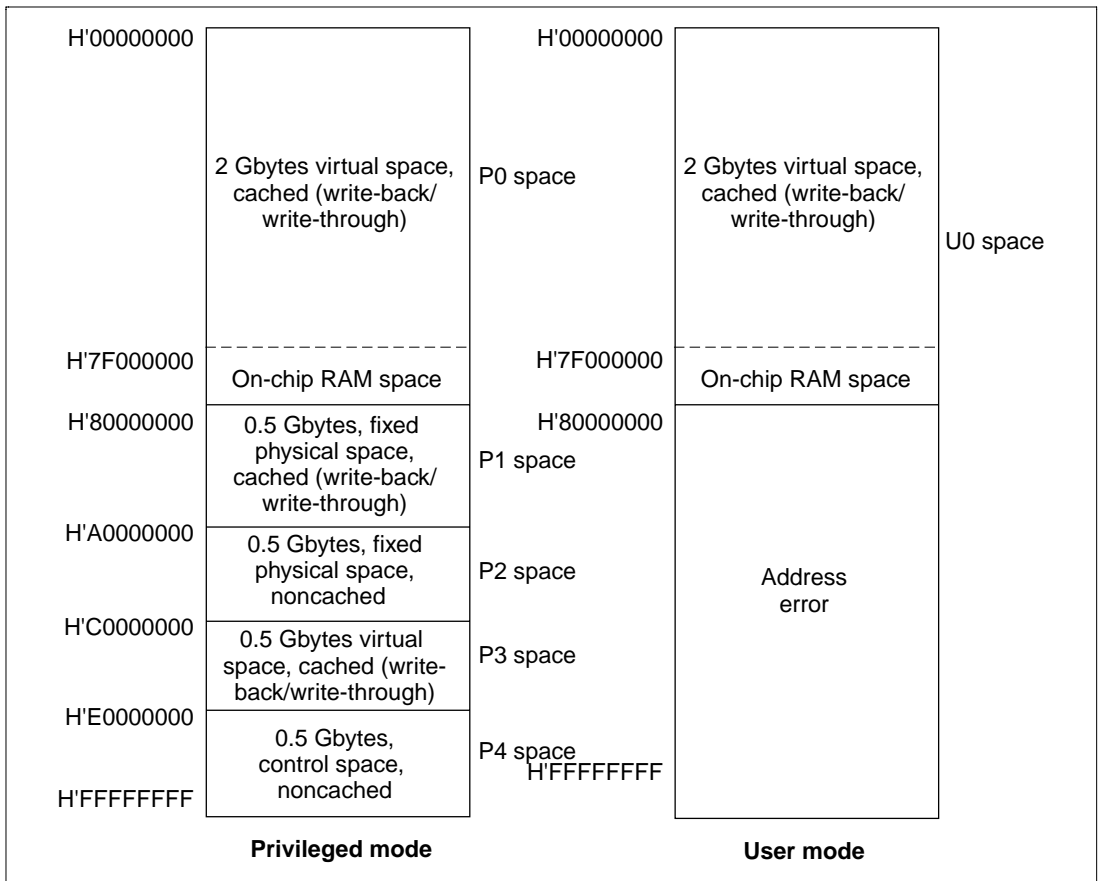 H'00000000
2 Gbytes virtual space,
cached (write-back/
write-through)
P0 space
H'7F000000
On-chip RAM space
H'80000000
0.5 Gbytes, fixed
physical space,
cached (write-back/
write-through)
P1 space
H'A0000000
0.5 Gbytes, fixed
physical space,
noncached
P2 space
H'C0000000
0.5 Gbytes virtual
space, cached (write-
back/write-through)
P3 space
H'E0000000
0.5 Gbytes,
control space,
noncached
P4 space
H'FFFFFFFF
Privileged mode
H'00000000
2 Gbytes virtual space,
cached (write-back/
write-through)
U0 space
H'7F000000
On-chip RAM space
H'80000000
Address
error
H'FFFFFFFF
User mode